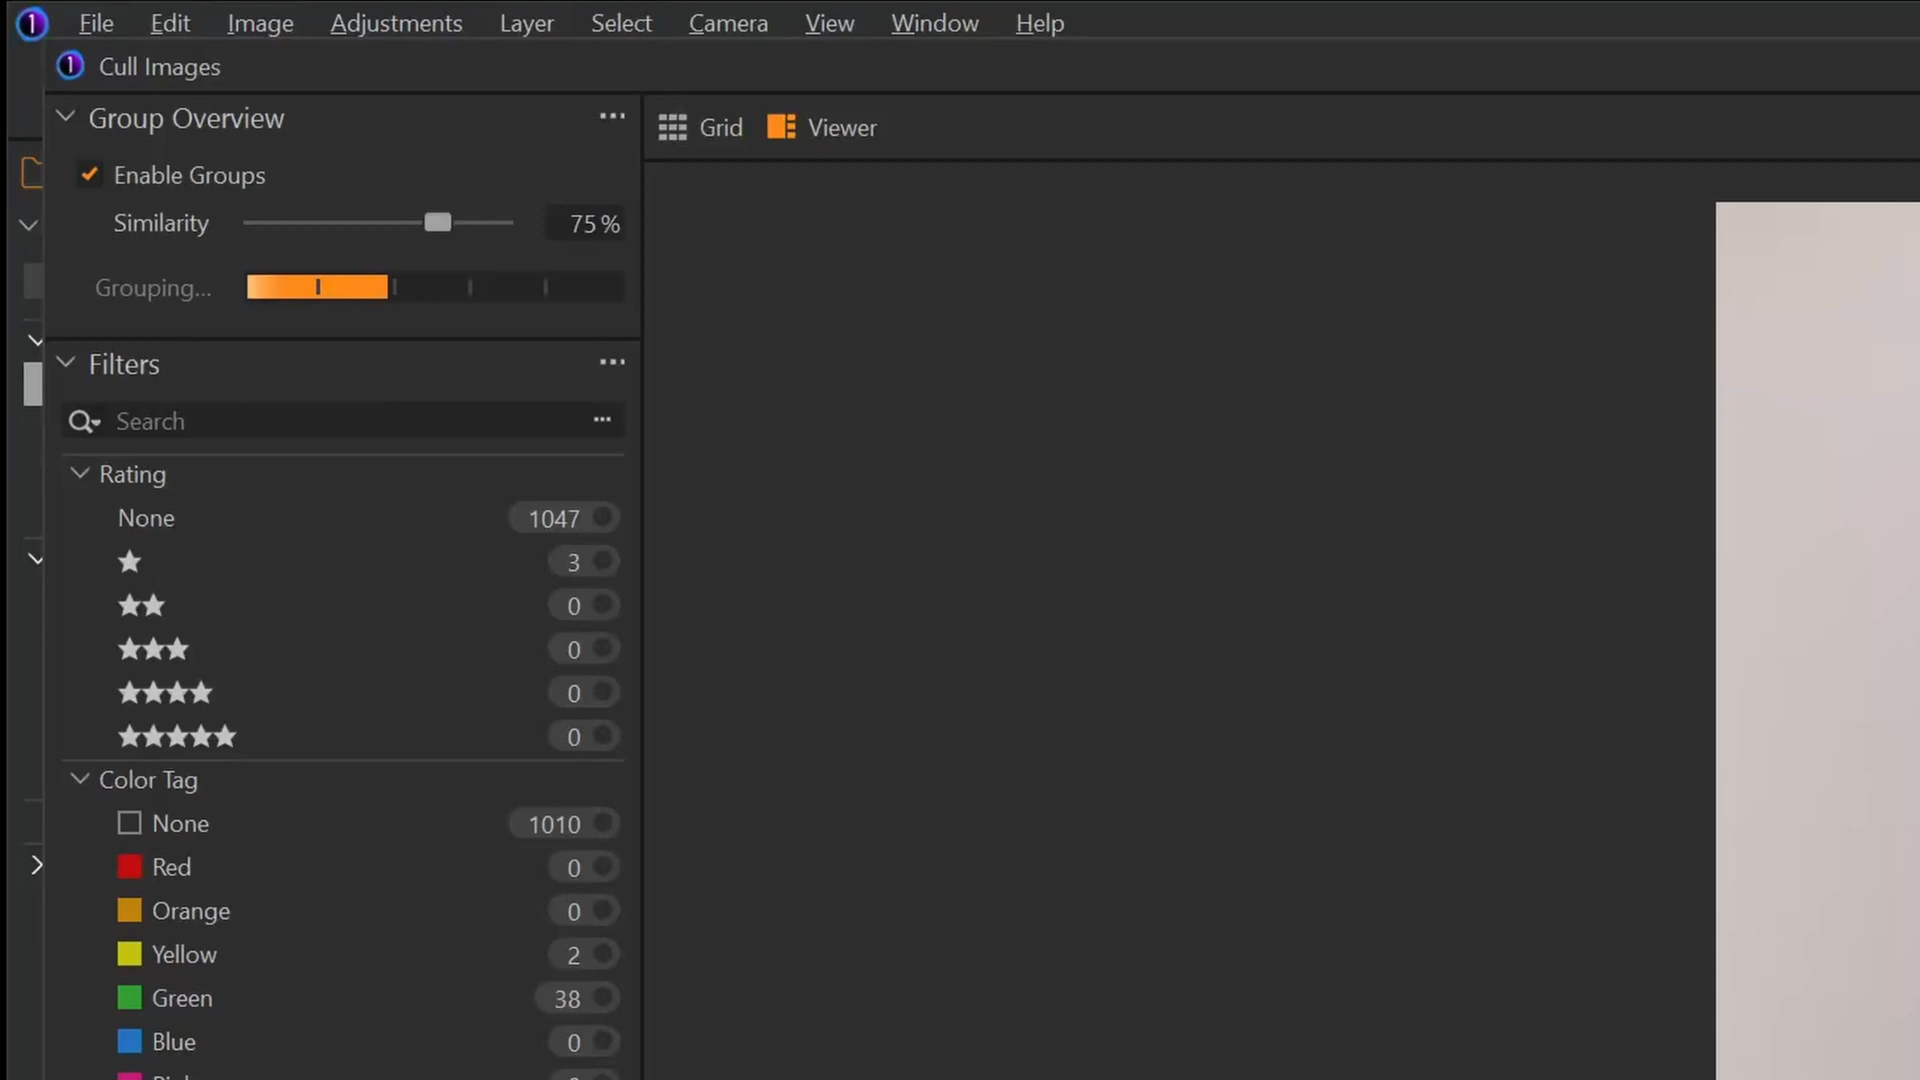 File Edit Image Adjustments Layer Select Camera View Window Help
Cull Images
Group Overview
Grid Viewer
Enable Groups
Similarity 75%
Grouping...
Filters
Search
Rating
None 1047
3
0
0
0
0
Color Tag
None 1010
Red 0
Orange 0
Yellow 2
Green 38
Blue 0